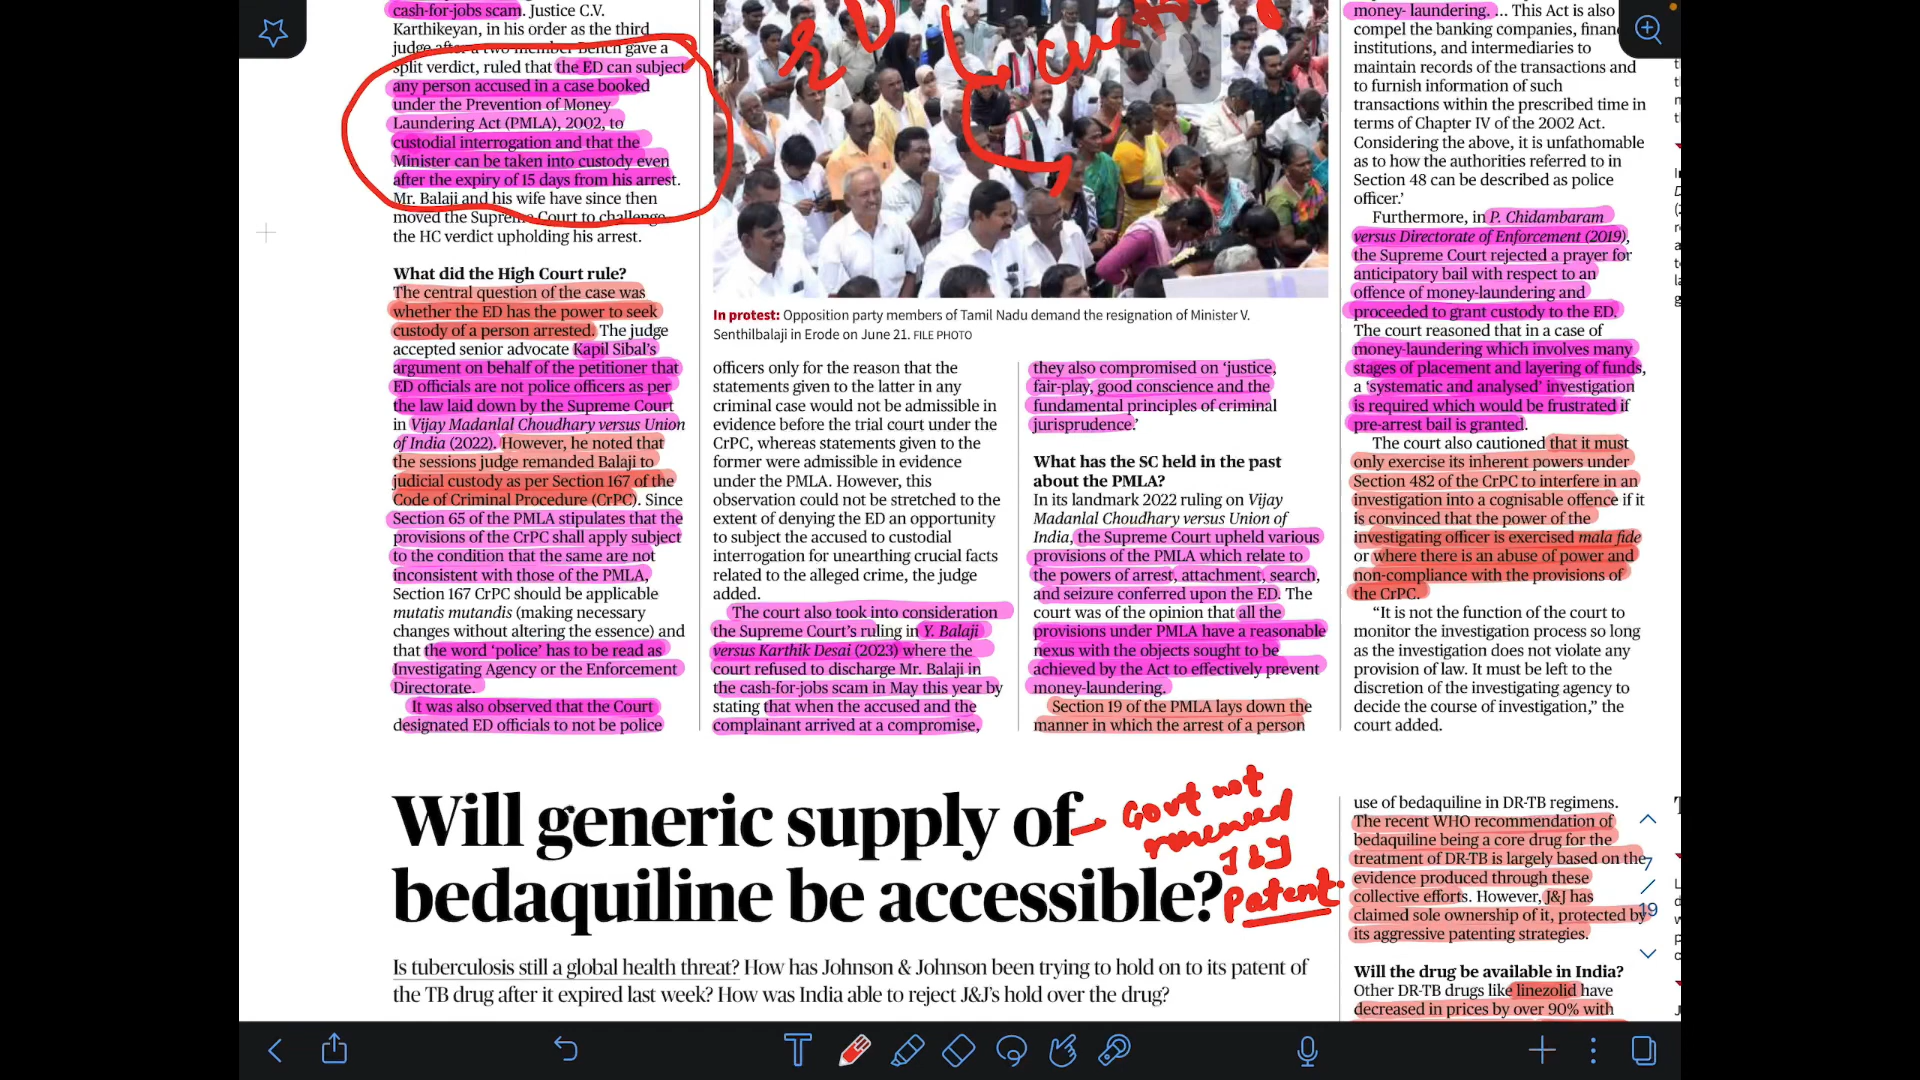 cash-for-jobs scam. Justice C.V.
Karthikeyan, in his order as the third
judge after a two member Bench gave a
split verdict, ruled that the ED can subject
any person accused in a case booked
under the Prevention of Money
Laundering Act (PMLA), 2002, to
custodial interrogation and that the
Minister can be taken into custody even
after the expiry of 15 days from his arrest.
Mr. Balaji and his wife have since then
moved the Supreme Court to challenge
the HC verdict upholding his arrest.
What did the High Court rule?
The central question of the case was
whether the ED has the power to seek
custody of a person arrested. The judge
accepted senior advocate Kapil Sibal’s
argument on behalf of the petitioner that
ED officials are not police officers as per
the law laid down by the Supreme Court
in Vijay Madanlal Choudhary versus Union
of India (2022). However, he noted that
the sessions judge remanded Balaji to
judicial custody as per Section 167 of the
Code of Criminal Procedure (CrPC). Since
Section 65 of the PMLA stipulates that the
provisions of the CrPC shall apply subject
to the condition that the same are not
inconsistent with those of the PMLA,
Section 167 CrPC should be applicable
mutatis mutandis (making necessary
changes without altering the essence) and
that the word ‘police’ has to be read as
Investigating Agency or the Enforcement
Directorate.
It was also observed that the Court
designated ED officials to not be police
In protest: Opposition party members of Tamil Nadu demand the resignation of Minister V.
Senthilbalaji in Erode on June 21. FILE PHOTO
officers only for the reason that the
statements given to the latter in any
criminal case would not be admissible in
evidence before the trial court under the
CrPC, whereas statements given to the
former were admissible in evidence
under the PMLA. However, this
observation could not be stretched to the
extent of denying the ED an opportunity
to subject the accused to custodial
interrogation for unearthing crucial facts
related to the alleged crime, the judge
added.
The court also took into consideration
the Supreme Court’s ruling in Y. Balaji
versus Karthik Desai (2023) where the
court refused to discharge Mr. Balaji in
the cash-for-jobs scam in May this year by
stating that when the accused and the
complainant arrived at a compromise,
they also compromised on ‘justice,
fair-play, good conscience and the
fundamental principles of criminal
jurisprudence.’
What has the SC held in the past
about the PMLA?
In its landmark 2022 ruling on Vijay
Madanlal Choudhary versus Union of
India, the Supreme Court upheld various
provisions of the PMLA which relate to
the powers of arrest, attachment, search,
and seizure conferred upon the ED. The
court was of the opinion that all the
provisions under PMLA have a reasonable
nexus with the objects sought to be
achieved by the Act to effectively prevent
money-laundering.
Section 19 of the PMLA lays down the
manner in which the arrest of a person
money- laundering. ... This Act is also
compel the banking companies,
institutions, and intermediaries to
maintain records of the transactions and
to furnish information of such
transactions within the prescribed time in
terms of Chapter IV of the 2002 Act.
Considering the above, it is unfathomable
as to how the authorities referred to in
Section 48 can be described as police
officer.’
Furthermore, in P. Chidambaram
versus Directorate of Enforcement (2019),
the Supreme Court rejected a prayer for
anticipatory bail with respect to an
offence of money-laundering and
proceeded to grant custody to the ED.
The court reasoned that in a case of
money-laundering which involves many
stages of placement and layering of funds,
a ‘systematic and analysed’ investigation
is required which would be frustrated if
pre-arrest bail is granted.
The court also cautioned that it must
only exercise its inherent powers under
Section 482 of the CrPC to interfere in an
investigation into a cognisable offence if it
is convinced that the power of the
investigating officer is exercised mala fide
or where there is an abuse of power and
non-compliance with the provisions of
the CrPC.
“It is not the function of the court to
monitor the investigation process so long
as the investigation does not violate any
provision of law. It must be left to the
discretion of the investigating agency to
decide the course of investigation,” the
court added.
Will generic supply of
bedaquiline be accessible?
Govt not
renewed
J & J
Patent.
Is tuberculosis still a global health threat? How has Johnson & Johnson been trying to hold on to its patent of
the TB drug after it expired last week? How was India able to reject J&J’s hold over the drug?
use of bedaquiline in DR-TB regimens.
The recent WHO recommendation of
bedaquiline being a core drug for the
treatment of DR-TB is largely based on the
evidence produced through these
collective efforts. However, J&J has
claimed sole ownership of it, protected by
its aggressive patenting strategies.
Will the drug be available in India?
Other DR-TB drugs like linezolid have
decreased in prices by over 90% with
7
/
19